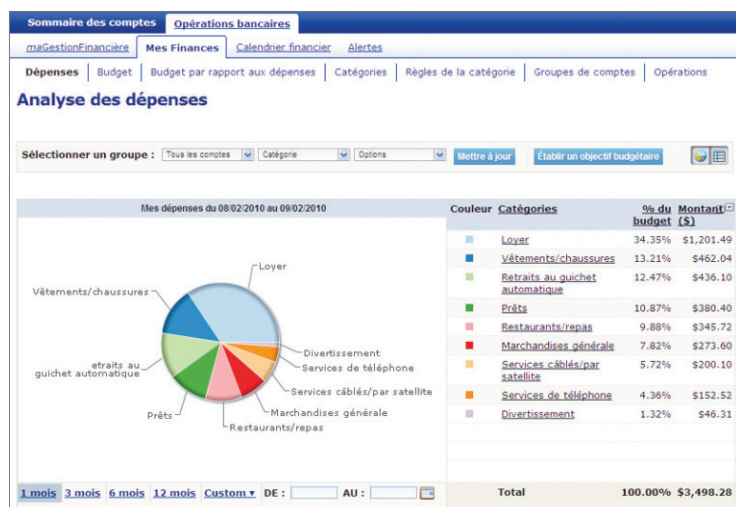 Sommaire des comptes Opérations bancaires
maGestionFinancière Mes Finances Calendrier financier Alertes
Dépenses Budget Budget par rapport aux dépenses Catégories Règles de la catégorie Groupes de comptes Opérations
Analyse des dépenses
Sélectionner un groupe : Tous les comptes Catégorie Options Mettre à jour Établir un objectif budgétaire
Mes dépenses du 08/02/2010 au 09/02/2010
Loyer
Vêtements/chaussures
Divertissement
Services de téléphone
etraits au
guichet automatique
Services câblés/par satellite
Prêts
Marchandises générale
Restaurants/repas
Couleur Catégories % du budget Montant ($)
Loyer 34.35% $1,201.49
Vêtements/chaussures 13.21% $462.04
Retraits au guichet 12.47% $436.10
automatique
Prêts 10.87% $380.40
Restaurants/repas 9.88% $345.72
Marchandises générale 7.82% $273.60
Services câblés/par 5.72% $200.10
satellite
Services de téléphone 4.36% $152.52
Divertissement 1.32% $46.31
1 mois 3 mois 6 mois 12 mois Custom DE : AU :
Total 100.00% $3,498.28